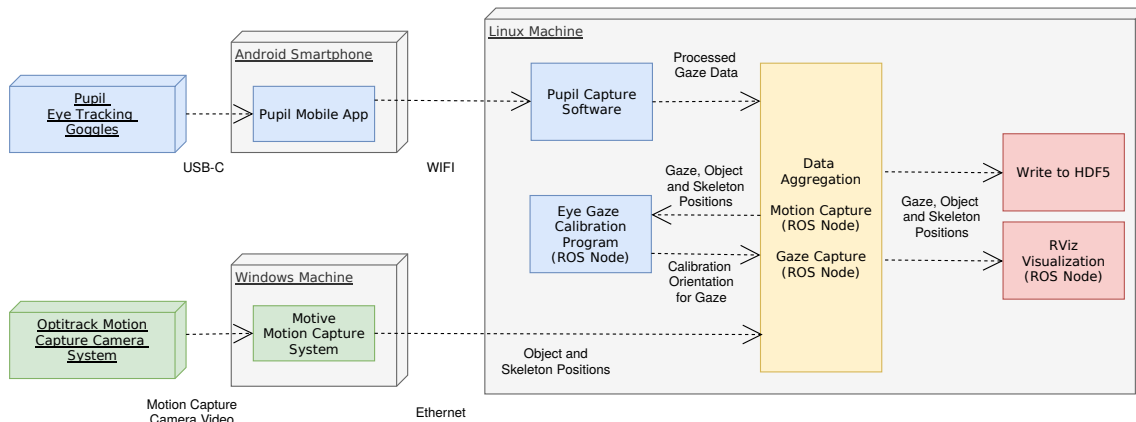 Linux Machine
Android Smartphone
Pupil
Eye Tracking
Goggles
USB-C
Pupil Mobile App
WIFI
Pupil Capture
Software
Processed
Gaze Data
Gaze, Object
and Skeleton
Positions
Eye Gaze
Calibration
Program
(ROS Node)
Calibration
Orientation
for Gaze
Data
Aggregation
Motion Capture
(ROS Node)
Gaze Capture
(ROS Node)
Gaze, Object
and Skeleton
Positions
Write to HDF5
RViz
Visualization
(ROS Node)
Windows Machine
Optitrack Motion
Capture Camera
System
Motive
Motion Capture
System
Object and
Skeleton Positions
Motion Capture
Camera Video
Ethernet